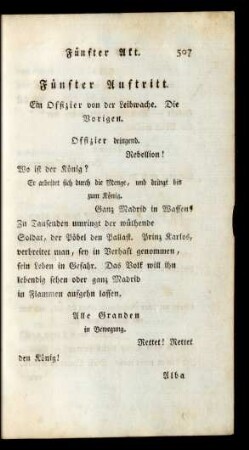 Fünfter Akt. 507
Fünfter Auftritt.
Ein Offizier von der Leibwache. Die
Vorigen.
Offizier dringend.
Rebellion!
Wo ist der König?
Er arbeitet sich durch die Menge, und dringt bis
zum König.
Ganz Madrid in Waffen!
Zu Tausenden umringt der wüthende
Soldat, der Pöbel den Pallast. Prinz Karlos,
verbreitet man, sey in Verhaft genommen,
sein Leben in Gefahr. Das Volk will ihn
lebendig sehen oder ganz Madrid
in Flammen aufgehn lassen.
Alle Granden
in Bewegung.
Rettet! Rettet
den König!
Alba